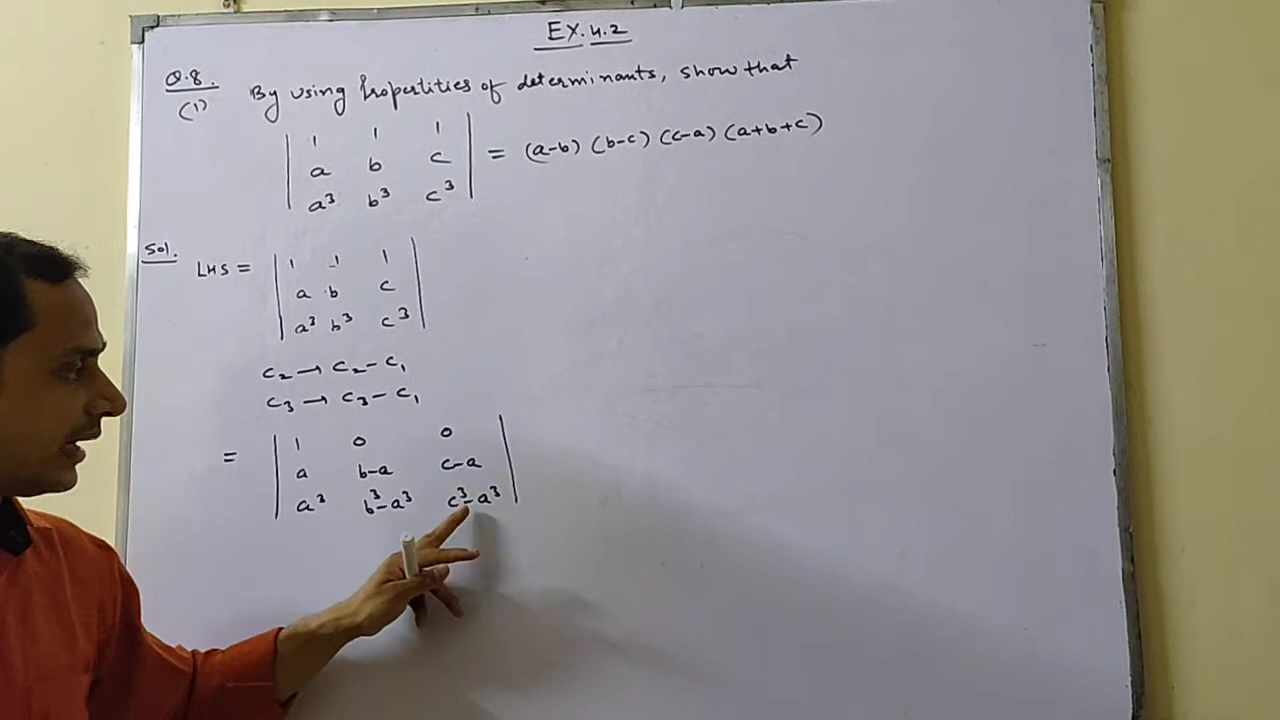 EX.4.2
Q.8. By using Propertities of determinants, show that
(1)
| 1 1 1 |
| a b c | = (a-b) (b-c) (c-a) (a+b+c)
| a³ b³ c³ |
Sol.
| 1 1 1 |
LHS = | a b c |
| a³ b³ c³ |
C₂ → C₂ - C₁
C₃ → C₃ - C₁
| 1 0 0 |
= | a b-a c-a |
| a³ b³-a³ c³-a³ |